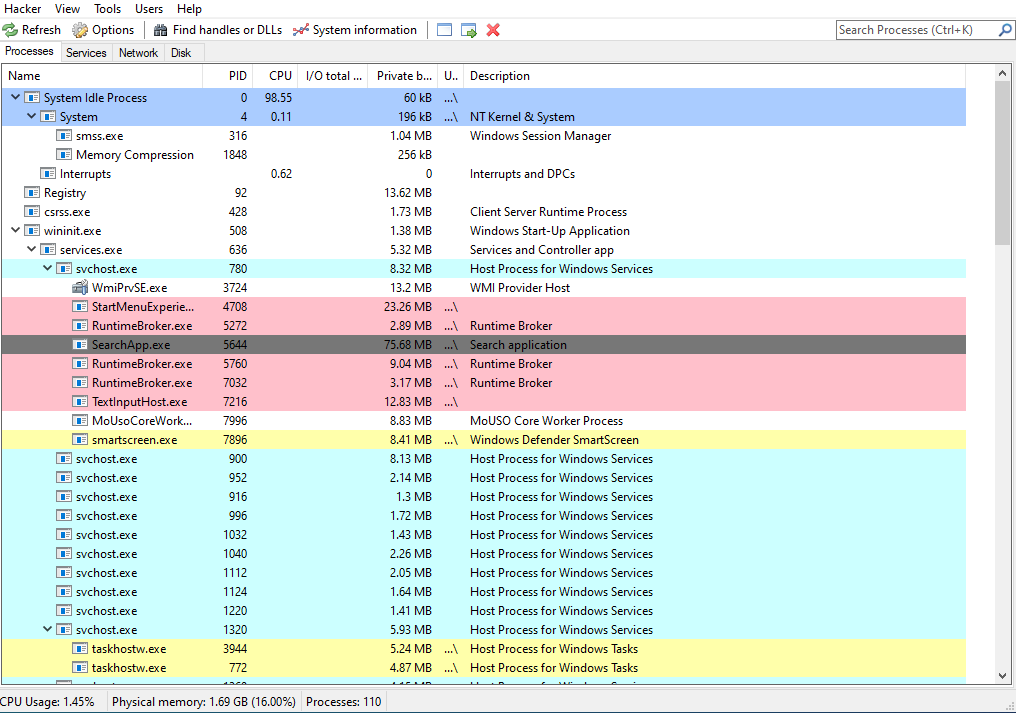 Hacker View Tools Users Help
Refresh Options Find handles or DLLs System information Search Processes (Ctrl+K)
Processes Services Network Disk
Name PID CPU I/O total ... Private b... U.. Description
System Idle Process 0 98.55 60 kB ...\
System 4 0.11 196 kB ...\ NT Kernel & System
smss.exe 316 1.04 MB Windows Session Manager
Memory Compression 1848 256 kB
Interrupts 0.62 0 Interrupts and DPCs
Registry 92 13.62 MB
csrss.exe 428 1.73 MB Client Server Runtime Process
wininit.exe 508 1.38 MB Windows Start-Up Application
services.exe 636 5.32 MB Services and Controller app
svchost.exe 780 8.32 MB Host Process for Windows Services
WmiPrvSE.exe 3724 13.2 MB WMI Provider Host
StartMenuExperie... 4708 23.26 MB ...\
RuntimeBroker.exe 5272 2.89 MB ...\ Runtime Broker
SearchApp.exe 5644 75.68 MB ...\ Search application
RuntimeBroker.exe 5760 9.04 MB ...\ Runtime Broker
RuntimeBroker.exe 7032 3.17 MB ...\ Runtime Broker
TextInputHost.exe 7216 12.83 MB ...\
MoUsoCoreWork... 7996 8.83 MB MoUSO Core Worker Process
smartscreen.exe 7896 8.41 MB ...\ Windows Defender SmartScreen
svchost.exe 900 8.13 MB Host Process for Windows Services
svchost.exe 952 2.14 MB Host Process for Windows Services
svchost.exe 916 1.3 MB Host Process for Windows Services
svchost.exe 996 1.72 MB Host Process for Windows Services
svchost.exe 1032 1.43 MB Host Process for Windows Services
svchost.exe 1040 2.26 MB Host Process for Windows Services
svchost.exe 1112 2.05 MB Host Process for Windows Services
svchost.exe 1124 1.64 MB Host Process for Windows Services
svchost.exe 1220 1.41 MB Host Process for Windows Services
svchost.exe 1320 5.93 MB Host Process for Windows Services
taskhostw.exe 3944 5.24 MB ...\ Host Process for Windows Tasks
taskhostw.exe 772 4.87 MB ...\ Host Process for Windows Tasks
CPU Usage: 1.45% Physical memory: 1.69 GB (16.00%) Processes: 110